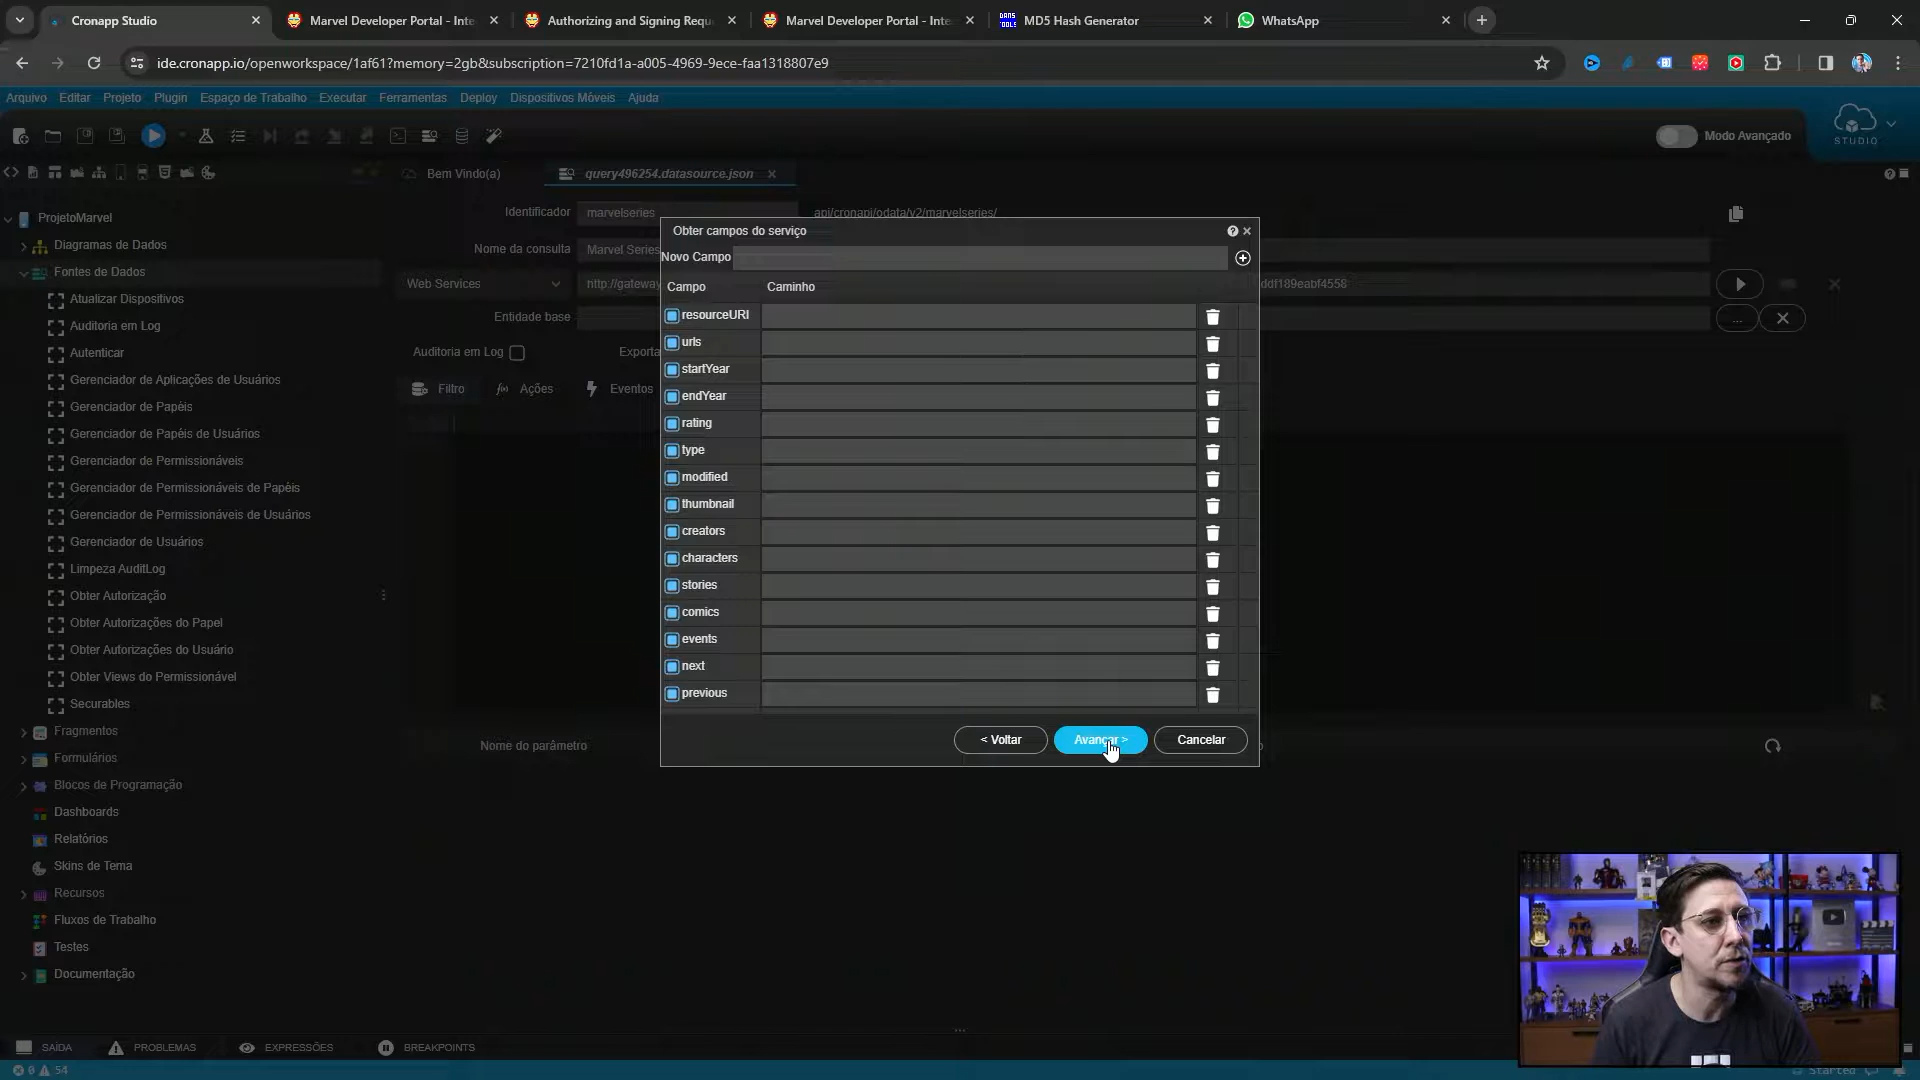 Cronapp Studio
Marvel Developer Portal - Inte
Authorizing and Signing Requ
Marvel Developer Portal - Inte
DANS TOOLS
MD5 Hash Generator
WhatsApp
ide.cronapp.io/openworkspace/1af61?memory=2gb&subscription=7210fd1a-a005-4969-9ece-faa1318807e9
Arquivo Editar Projeto Plugin Espaço de Trabalho Executar Ferramentas Deploy Dispositivos Móveis Ajuda
Modo Avançado
STUDIO
Bem Vindo(a)
query496254.datasource.json
ProjetoMarvel
Diagramas de Dados
Fontes de Dados
Atualizar Dispositivos
Auditoria em Log
Autenticar
Gerenciador de Aplicações de Usuários
Gerenciador de Papéis
Gerenciador de Papéis de Usuários
Gerenciador de Permissionáveis
Gerenciador de Permissionáveis de Papéis
Gerenciador de Permissionáveis de Usuários
Gerenciador de Usuários
Limpeza AuditLog
Obter Autorização
Obter Autorizações do Papel
Obter Autorizações do Usuário
Obter Views do Permissionável
Securables
Fragmentos
Formulários
Blocos de Programação
Dashboards
Relatórios
Skins de Tema
Recursos
Fluxos de Trabalho
Testes
Documentação
Identificador
marvelseries
api/cronapi/odata/v2/marvelseries/
Nome da consulta
Marvel Series
Web Services
http://gateway
ddf189eabf4558
Entidade base
...
Auditoria em Log
Exporta
Filtro
Ações
Eventos
Nome do parâmetro
Obter campos do serviço
Novo Campo
Campo
Caminho
resourceURI
urls
startYear
endYear
rating
type
modified
thumbnail
creators
characters
stories
comics
events
next
previous
< Voltar
Avançar >
Cancelar
SAÍDA
PROBLEMAS
EXPRESSÕES
BREAKPOINTS
0
54
Started